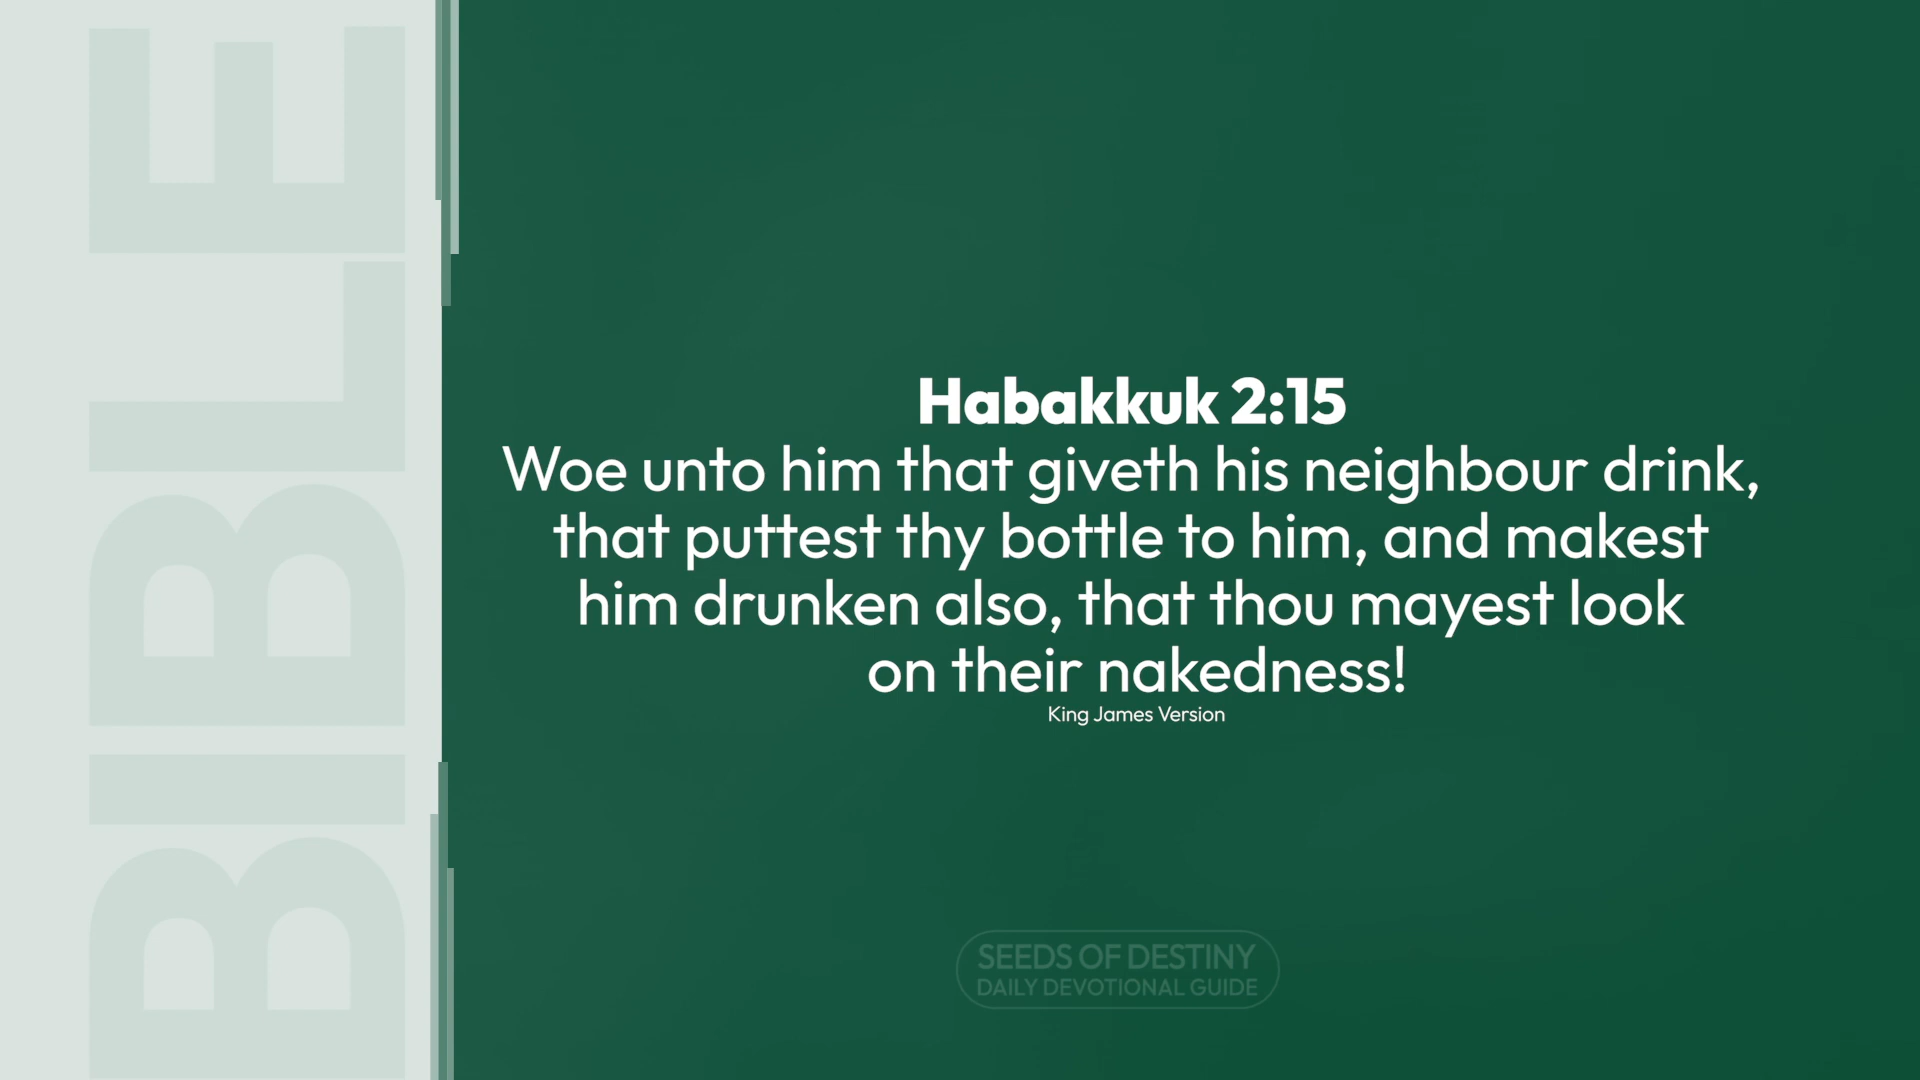 BIBLE
Habakkuk 2:15
Woe unto him that giveth his neighbour drink,
that puttest thy bottle to him, and makest
him drunken also, that thou mayest look
on their nakedness!
King James Version
SEEDS OF DESTINY
DAILY DEVOTIONAL GUIDE